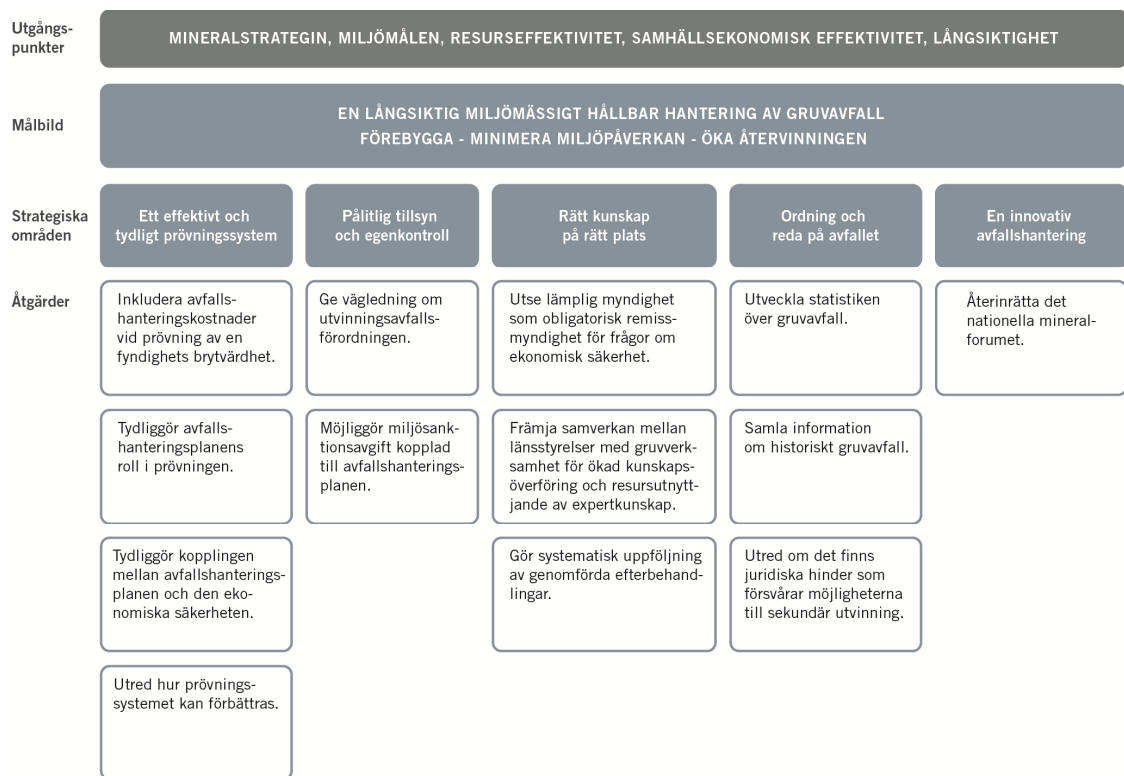 Utgångs-
punkter
MINERALSTRATEGIN, MILJÖMÅLEN, RESURSEFFEKTIVITET, SAMHÄLLSEKONOMISK EFFEKTIVITET, LÅNGSIKTIGHET
Målbild
EN LÅNGSIKTIG MILJÖMÄSSIGT HÅLLBAR HANTERING AV GRUVAVFALL
FÖREBYGGA - MINIMERA MILJÖPÅVERKAN - ÖKA ÅTERVINNINGEN
Strategiska
områden
Ett effektivt och
tydligt prövningssystem
Pålitlig tillsyn
och egenkontroll
Rätt kunskap
på rätt plats
Ordning och
reda på avfallet
En innovativ
avfallshantering
Åtgärder
Inkludera avfalls-
hanteringskostnader
vid prövning av en
fyndighets brytvärdhet.
Ge vägledning om
utvinningsavfalls-
förordningen.
Utse lämplig myndighet
som obligatorisk remiss-
myndighet för frågor om
ekonomisk säkerhet.
Utveckla statistiken
över gruvavfall.
Återinrätta det
nationella mineral-
forumet.
Tydliggör avfalls-
hanteringsplanens
roll i prövningen.
Möjliggör miljösank-
tionsavgift kopplad
till avfallshanterings-
planen.
Främja samverkan mellan
länsstyrelser med gruvverk-
samhet för ökad kunskaps-
överföring och resursutnytt-
jande av expertkunskap.
Samla information
om historiskt gruvavfall.
Tydliggör kopplingen
mellan avfallshanterings-
planen och den eko-
nomiska säkerheten.
Gör systematisk uppföljning
av genomförda efterbehand-
lingar.
Utred om det finns
juridiska hinder som
försvårar möjligheterna
till sekundär utvinning.
Utred hur prövnings-
systemet kan förbättras.